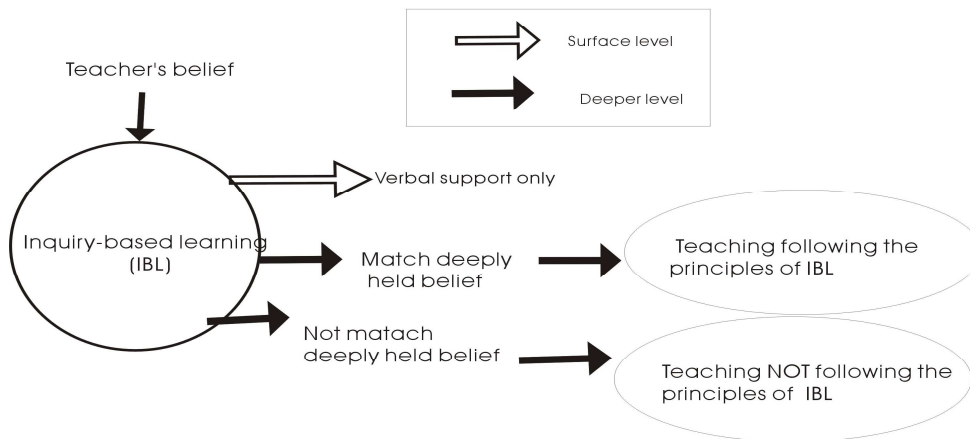 Surface level
Teacher's belief
Deeper level
Verbal support only
Inquiry-based learning
(IBL)
Match deeply
held belief
Teaching following the
principles of IBL
Not matach
deeply held belief
Teaching NOT following the
principles of IBL